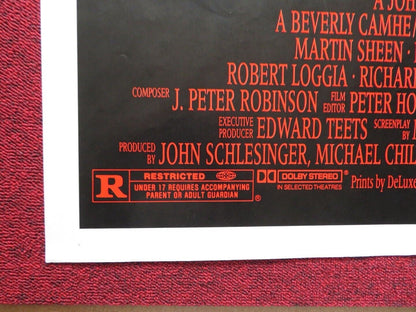 A JOHN
A BEVERLY CAMHE/
MARTIN SHEEN ·
ROBERT LOGGIA · RICHAR
COMPOSER J. PETER ROBINSON FILM EDITOR PETER HO
EXECUTIVE PRODUCER EDWARD TEETS SCREENPLAY
PRODUCED BY JOHN SCHLESINGER, MICHAEL CHIL
R RESTRICTED DOLBY STEREO ® Prints by DeLuxe
UNDER 17 REQUIRES ACCOMPANYING IN SELECTED THEATRES
PARENT OR ADULT GUARDIAN ®